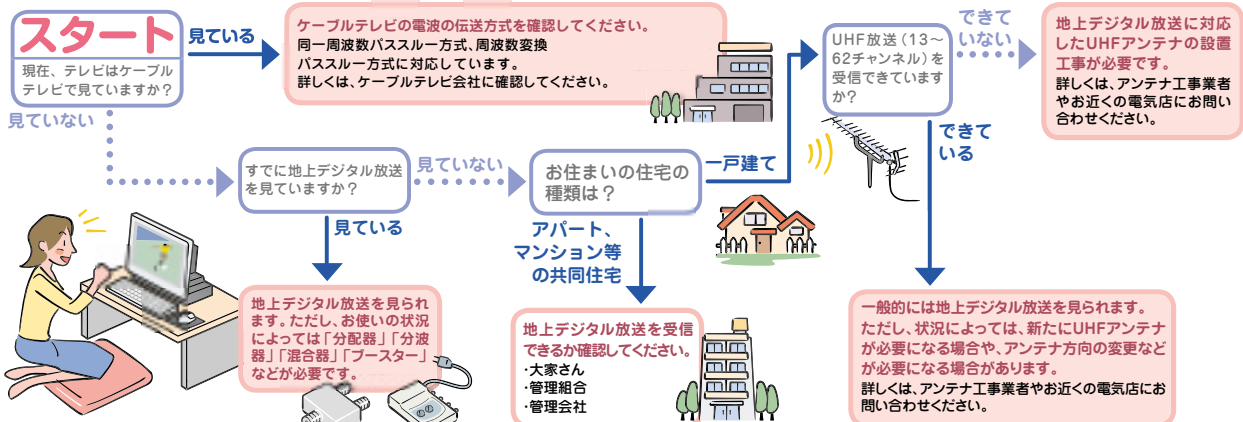 スタート
現在、テレビはケーブル
テレビで見ていますか？
見ている
ケーブルテレビの電波の伝送方式を確認してください。
同一周波数パススルー方式、周波数変換
パススルー方式に対応しています。
詳しくは、ケーブルテレビ会社に確認してください。
見ていない
すでに地上デジタル放送
を見ていますか？
見ている
地上デジタル放送を見られ
ます。ただし、お使いの状況
によっては「分配器」「分波
器」「混合器」「ブースター」
などが必要です。
見ていない
お住まいの住宅の
種類は？
アパート、
マンション等
の共同住宅
地上デジタル放送を受信
できるか確認してください。
・大家さん
・管理組合
・管理会社
一戸建て
UHF放送（13〜
62チャンネル）を
受信できています
か？
できて
いない
地上デジタル放送に対応
したUHFアンテナの設置
工事が必要です。
詳しくは、アンテナ工事業者
やお近くの電気店にお問い
合わせください。
できて
いる
一般的には地上デジタル放送を見られます。
ただし、状況によっては、新たにUHFアンテナ
が必要になる場合や、アンテナ方向の変更など
が必要になる場合があります。
詳しくは、アンテナ工事業者やお近くの電気店にお
問い合わせください。